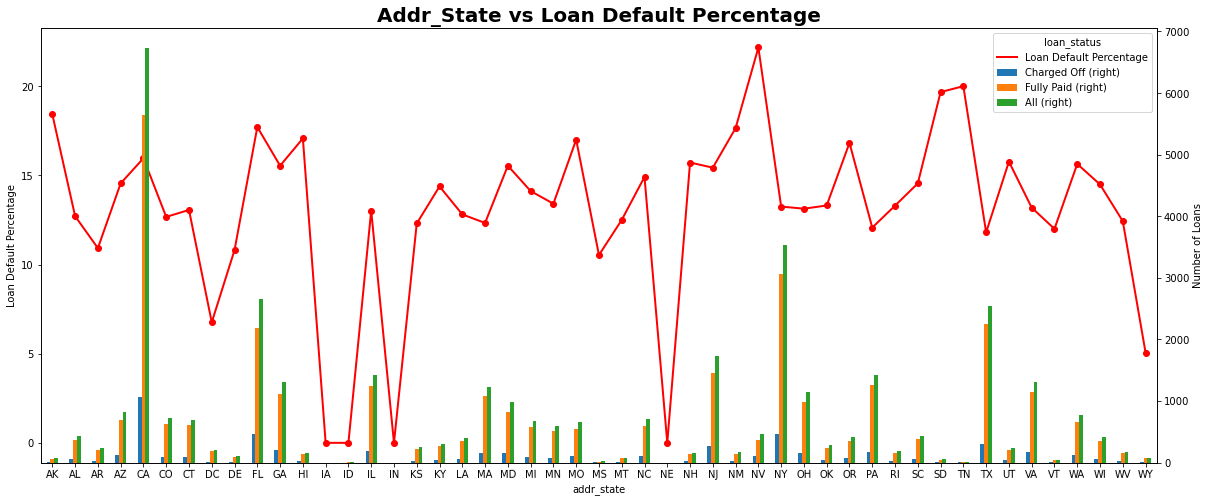 Addr_State vs Loan Default Percentage
loan_status
Loan Default Percentage
Charged Off (right)
Fully Paid (right)
All (right)
Loan Default Percentage
20
15
10
5
0
7000
6000
5000
4000
3000
2000
1000
0
Number of Loans
AK AL AR AZ CA CO CT DC DE FL GA HI IA ID IL IN KS KY LA MA MD MI MN MO MS MT NC NE NH NJ NM NV NY OH OK OR PA RI SC SD TN TX UT VA VT WA WI WV WY
addr_state